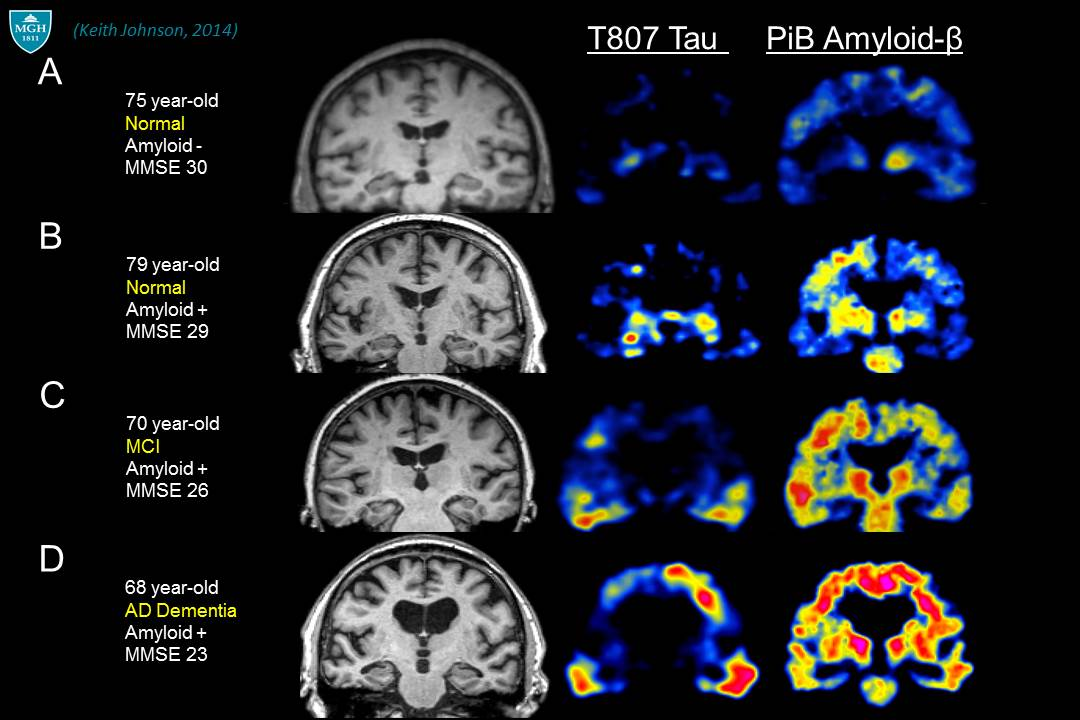 MGH
1811
(Keith Johnson, 2014)
T807 Tau
PiB Amyloid-β
A
75 year-old
Normal
Amyloid -
MMSE 30
B
79 year-old
Normal
Amyloid +
MMSE 29
C
70 year-old
MCI
Amyloid +
MMSE 26
D
68 year-old
AD Dementia
Amyloid +
MMSE 23